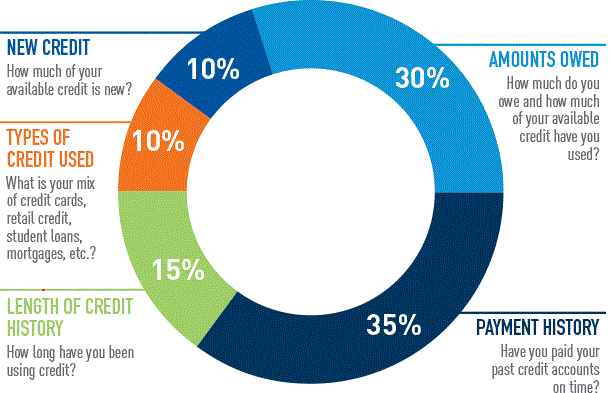 NEW CREDIT
How much of your
available credit is new?
10%
30%
AMOUNTS OWED
How much do you
owe and how much
of your available
credit have you
used?
TYPES OF
CREDIT USED
What is your mix
of credit cards,
retail credit,
student loans,
mortgages, etc.?
10%
15%
LENGTH OF CREDIT
HISTORY
How long have you been
using credit?
35%
PAYMENT HISTORY
Have you paid your
past credit accounts
on time?